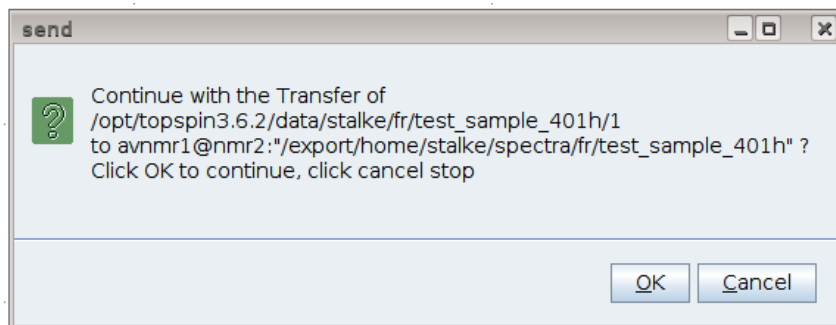 send
Continue with the Transfer of
/opt/topspin3.6.2/data/stalke/fr/test_sample_401h/1
to avnmr1@nmr2:"/export/home/stalke/spectra/fr/test_sample_401h" ?
Click OK to continue, click cancel stop
OK Cancel